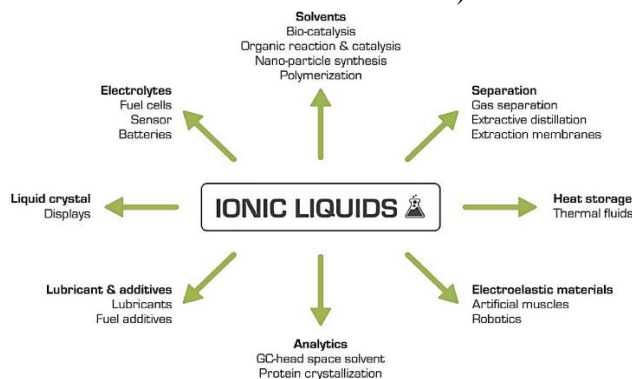 Solvents
Bio-catalysis
Organic reaction & catalysis
Nano-particle synthesis
Polymerization
Electrolytes
Fuel cells
Sensor
Batteries
Separation
Gas separation
Extractive distillation
Extraction membranes
Liquid crystal
Displays
IONIC LIQUIDS
Heat storage
Thermal fluids
Lubricant & additives
Lubricants
Fuel additives
Electroelastic materials
Artificial muscles
Robotics
Analytics
GC-head space solvent
Protein crystallization